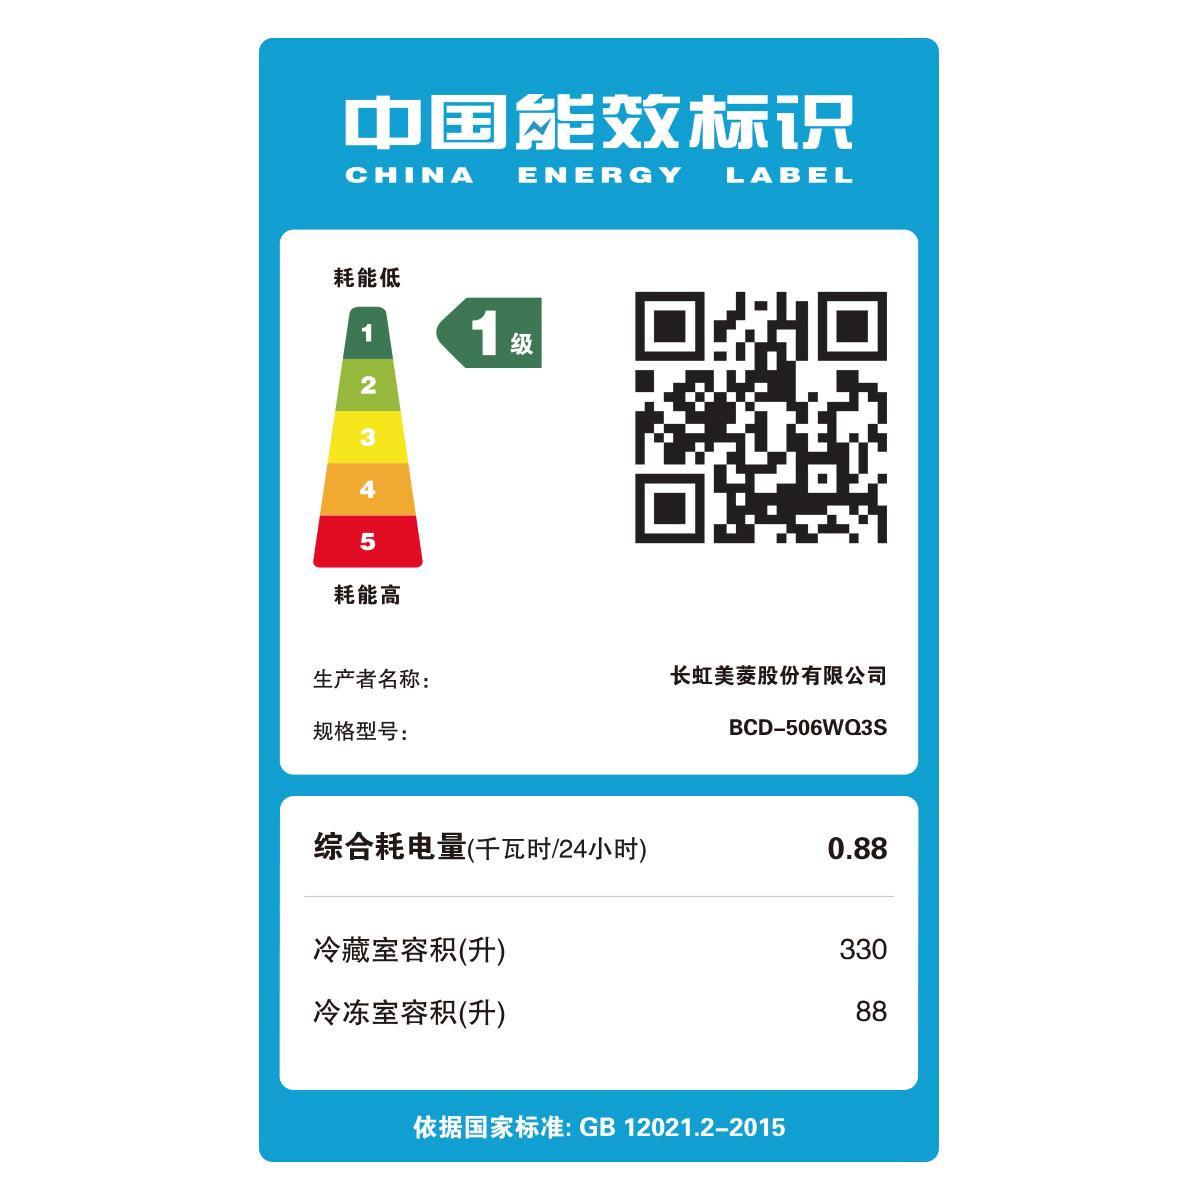 中国能效标识
CHINA ENERGY LABEL
耗能低
1
2
3
4
5
耗能高
1级
生产者名称:
长虹美菱股份有限公司
规格型号:
BCD-506WQ3S
综合耗电量(千瓦时/24小时) 0.88
冷藏室容积(升) 330
冷冻室容积(升) 88
依据国家标准: GB 12021.2-2015